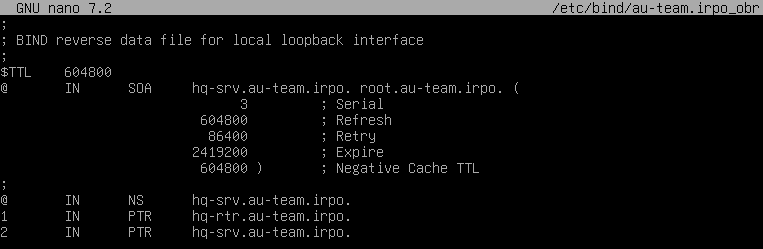 GNU nano 7.2 /etc/bind/au-team.irpo_obr
;
; BIND reverse data file for local loopback interface
;
$TTL 604800
@ IN SOA hq-srv.au-team.irpo. root.au-team.irpo. (
3 ; Serial
604800 ; Refresh
86400 ; Retry
2419200 ; Expire
604800 ) ; Negative Cache TTL
;
@ IN NS hq-srv.au-team.irpo.
1 IN PTR hq-rtr.au-team.irpo.
2 IN PTR hq-srv.au-team.irpo.